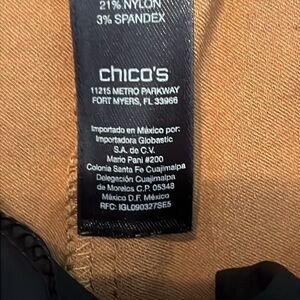 21% NYLON
3% SPANDEX
chico's
11215 METRO PARKWAY
FORT MYERS, FL 33966
Importado en México por:
Importadora Globastic
S.A. de C.V.
Mario Pani #200
Colonia Santa Fe Cuajimalpa
Delegación Cuajimalpa
de Morelos C.P. 05348
México D.F. México
RFC: IGL090327SE5